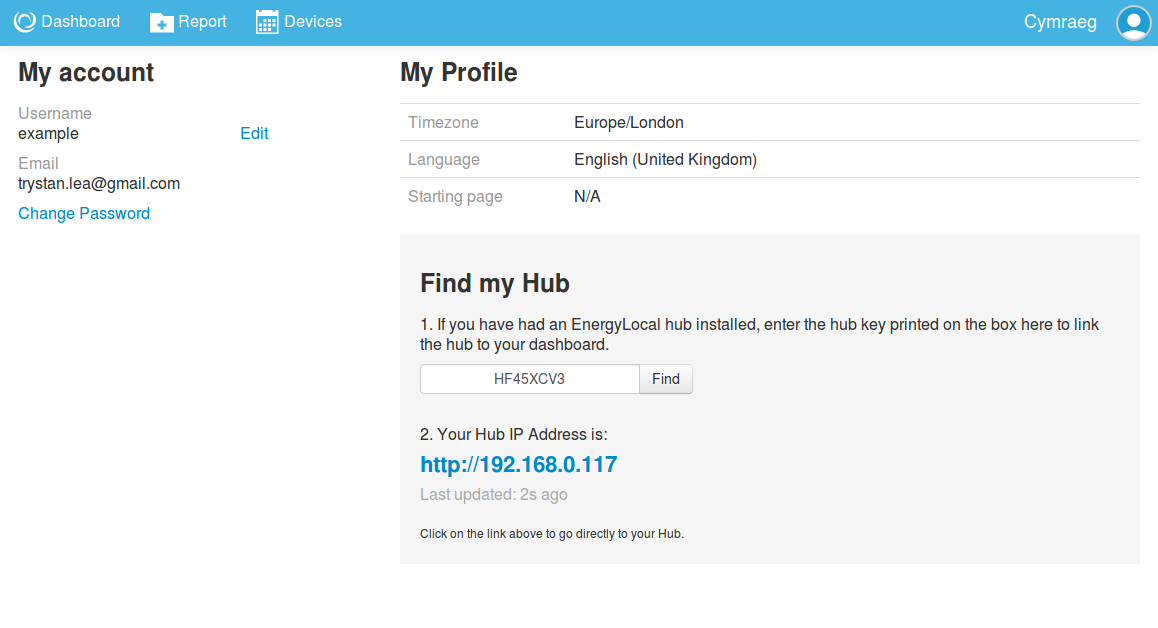 Dashboard Report Devices Cymraeg
My account
Username
example Edit
Email
trystan.lea@gmail.com
Change Password
My Profile
Timezone Europe/London
Language English (United Kingdom)
Starting page N/A
Find my Hub
1. If you have had an EnergyLocal hub installed, enter the hub key printed on the box here to link
the hub to your dashboard.
HF45XCV3 Find
2. Your Hub IP Address is:
http://192.168.0.117
Last updated: 2s ago
Click on the link above to go directly to your Hub.